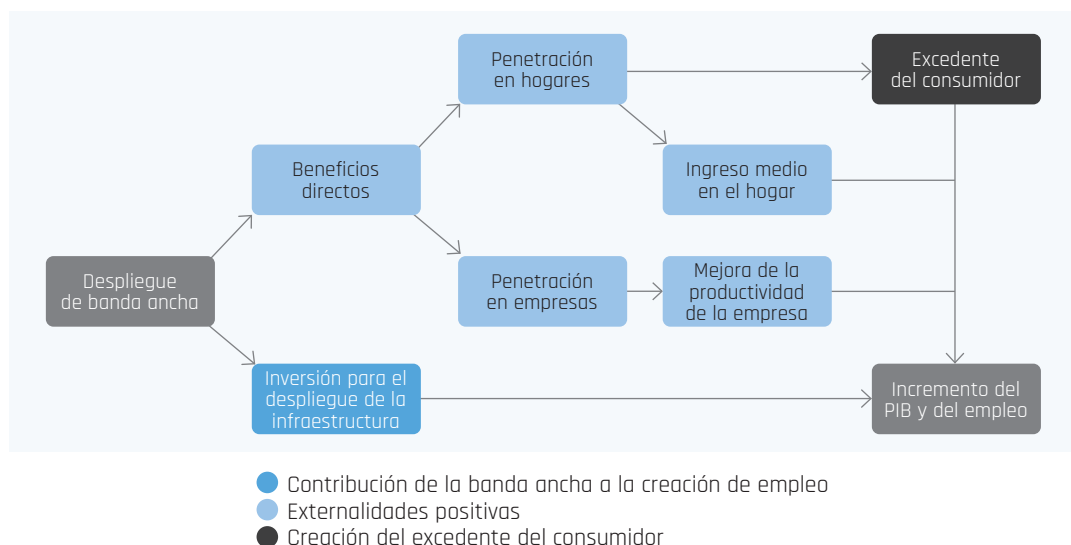 Penetración
en hogares
Excedente
del consumidor
Beneficios
directos
Ingreso medio
en el hogar
Despliegue
de banda ancha
Penetración
en empresas
Mejora de la
productividad
de la empresa
Inversión para el
despliegue de la
infraestructura
Incremento del
PIB y del empleo
Contribución de la banda ancha a la creación de empleo
Externalidades positivas
Creación del excedente del consumidor